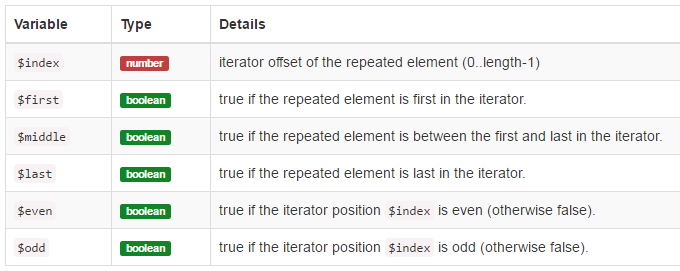 Variable Type Details
$index number iterator offset of the repeated element (0..length-1)
$first boolean true if the repeated element is first in the iterator.
$middle boolean true if the repeated element is between the first and last in the iterator.
$last boolean true if the repeated element is last in the iterator.
$even boolean true if the iterator position $index is even (otherwise false).
$odd boolean true if the iterator position $index is odd (otherwise false).